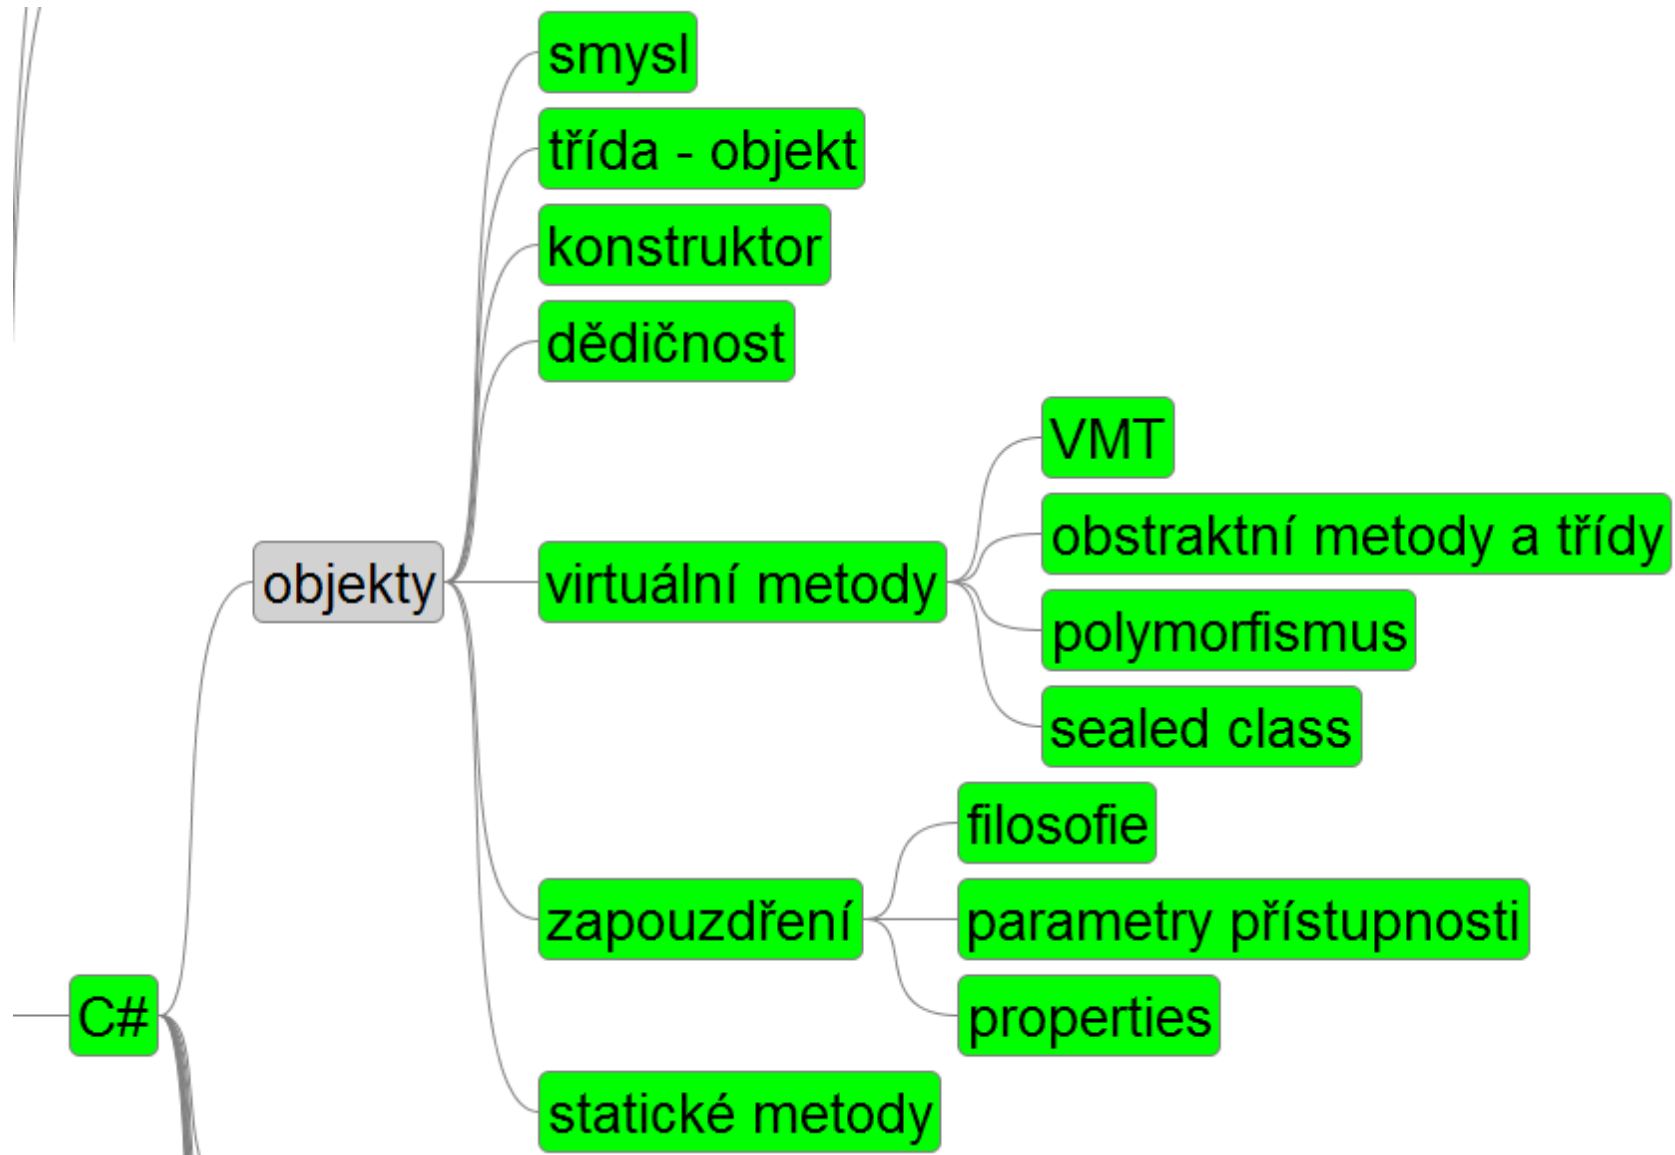 smysl
třída - objekt
konstruktor
dědičnost
VMT
obstraktní metody a třídy
objekty
virtuální metody
polymorfismus
sealed class
filosofie
zapouzdření
parametry přístupnosti
C#
properties
statické metody